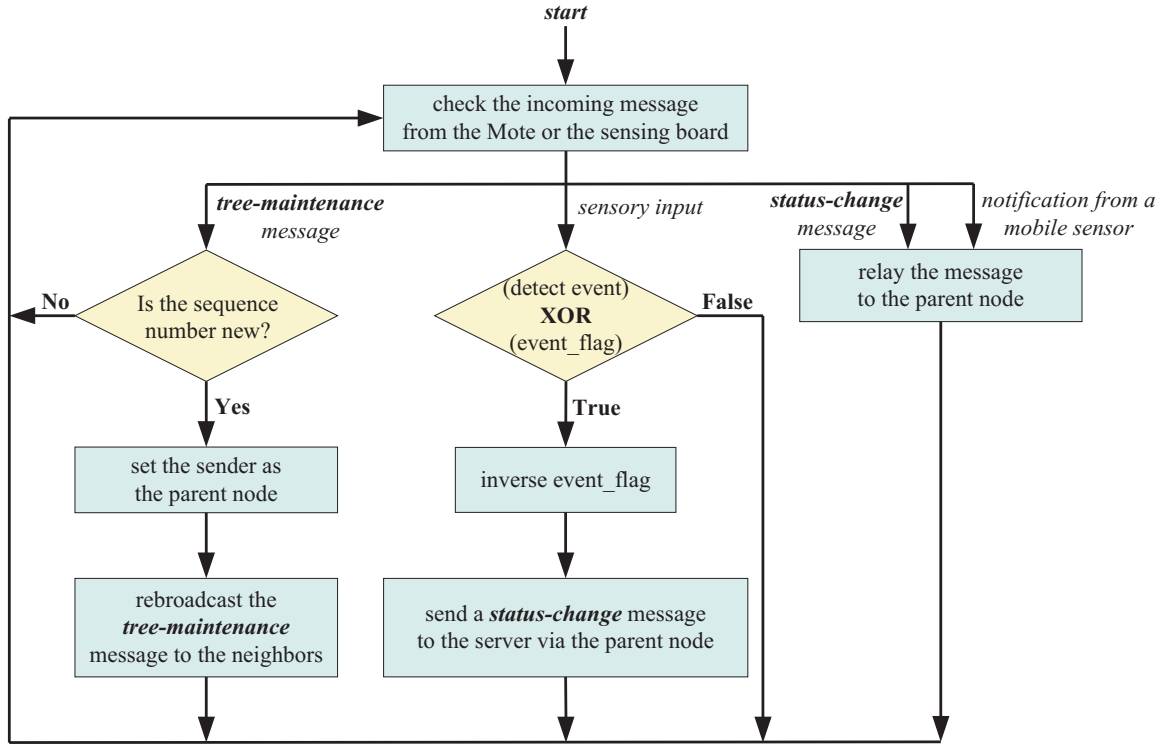 start
check the incoming message
from the Mote or the sensing board
tree-maintenance
message
sensory input
status-change
message
notification from a
mobile sensor
No
Is the sequence
number new?
Yes
(detect event)
XOR
(event_flag)
False
True
relay the message
to the parent node
set the sender as
the parent node
inverse event_flag
rebroadcast the
tree-maintenance
message to the neighbors
send a status-change message
to the server via the parent node